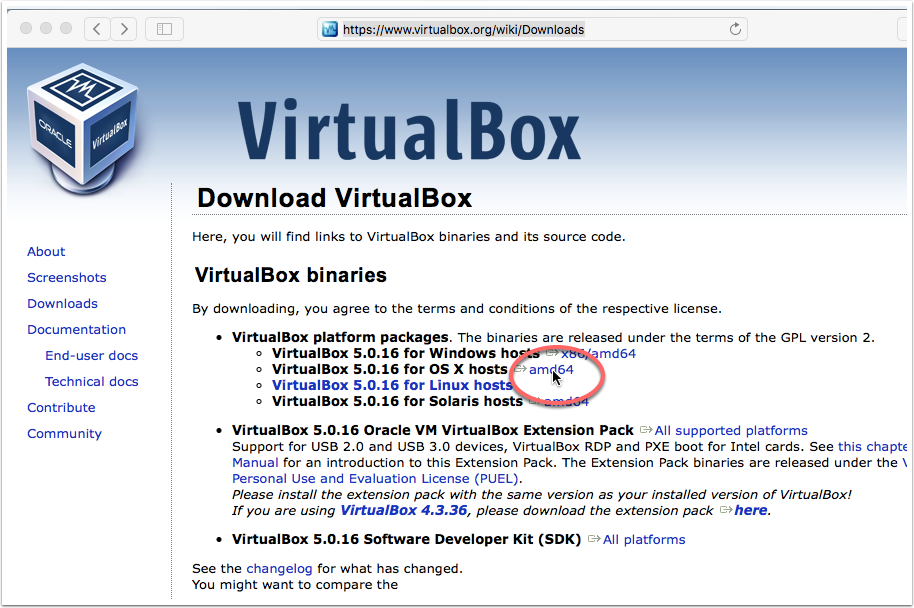 https://www.virtualbox.org/wiki/Downloads
ORACLE
VirtualBox
VirtualBox
Download VirtualBox
Here, you will find links to VirtualBox binaries and its source code.
VirtualBox binaries
By downloading, you agree to the terms and conditions of the respective license.
About
Screenshots
Downloads
Documentation
End-user docs
Technical docs
Contribute
Community
• VirtualBox platform packages. The binaries are released under the terms of the GPL version 2.
○ VirtualBox 5.0.16 for Windows hosts x86/amd64
○ VirtualBox 5.0.16 for OS X hosts amd64
○ VirtualBox 5.0.16 for Linux hosts
○ VirtualBox 5.0.16 for Solaris hosts amd64
• VirtualBox 5.0.16 Oracle VM VirtualBox Extension Pack All supported platforms
Support for USB 2.0 and USB 3.0 devices, VirtualBox RDP and PXE boot for Intel cards. See this chapte
Manual for an introduction to this Extension Pack. The Extension Pack binaries are released under the V
Personal Use and Evaluation License (PUEL).
Please install the extension pack with the same version as your installed version of VirtualBox!
If you are using VirtualBox 4.3.36, please download the extension pack here.
• VirtualBox 5.0.16 Software Developer Kit (SDK) All platforms
See the changelog for what has changed.
You might want to compare the